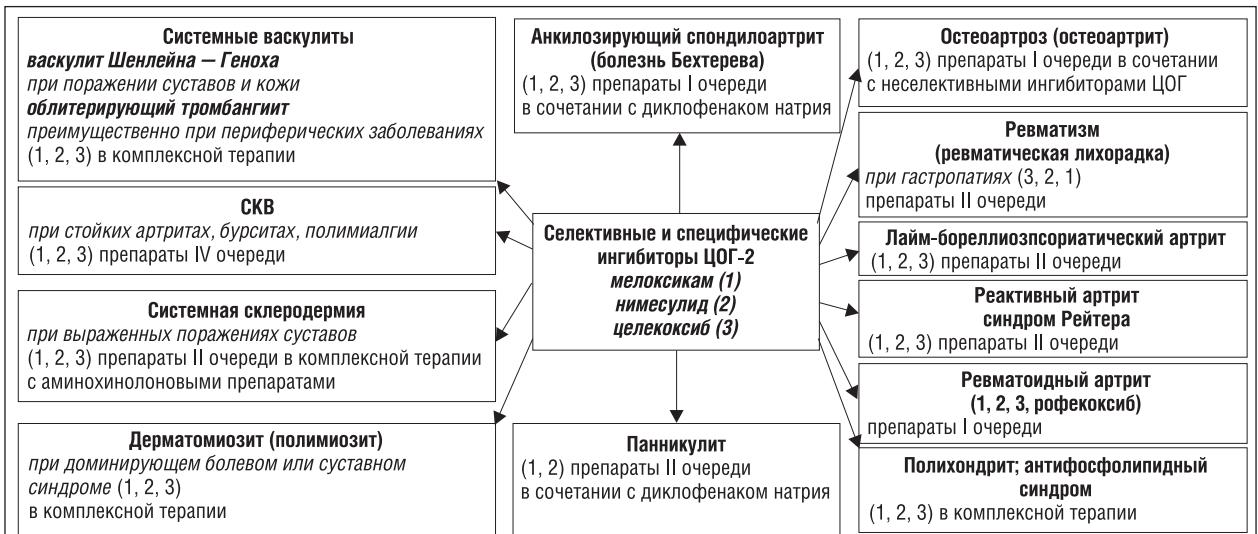 Системные васкулиты
васкулит Шенлейна – Геноха
при поражении суставов и кожи
облитерирующий тромбангиит
преимущественно при периферических заболеваниях
(1, 2, 3) в комплексной терапии
СКВ
при стойких артритах, бурситах, полимиалгии
(1, 2, 3) препараты IV очереди
Системная склеродермия
при выраженных поражениях суставов
(1, 2, 3) препараты II очереди в комплексной терапии
с аминохинолоновыми препаратами
Дерматомиозит (полимиозит)
при доминирующем болевом или суставном
синдроме (1, 2, 3)
в комплексной терапии
Анкилозирующий спондилоартрит
(болезнь Бехтерева)
(1, 2, 3) препараты I очереди
в сочетании с диклофенаком натрия
Селективные и специфические
ингибиторы ЦОГ-2
мелоксикам (1)
нимесулид (2)
целекоксиб (3)
Панникулит
(1, 2) препараты II очереди
в сочетании с диклофенаком натрия
Остеоартроз (остеоартрит)
(1, 2, 3) препараты I очереди в сочетании
с неселективными ингибиторами ЦОГ
Ревматизм
(ревматическая лихорадка)
при гастропатиях (3, 2, 1)
препараты II очереди
Лайм-бореллиозпсориатический артрит
(1, 2, 3) препараты II очереди
Реактивный артрит
синдром Рейтера
(1, 2, 3) препараты II очереди
Ревматоидный артрит
(1, 2, 3, рофекоксиб)
препараты I очереди
Полихондрит; антифосфолипидный
синдром
(1, 2, 3) в комплексной терапии